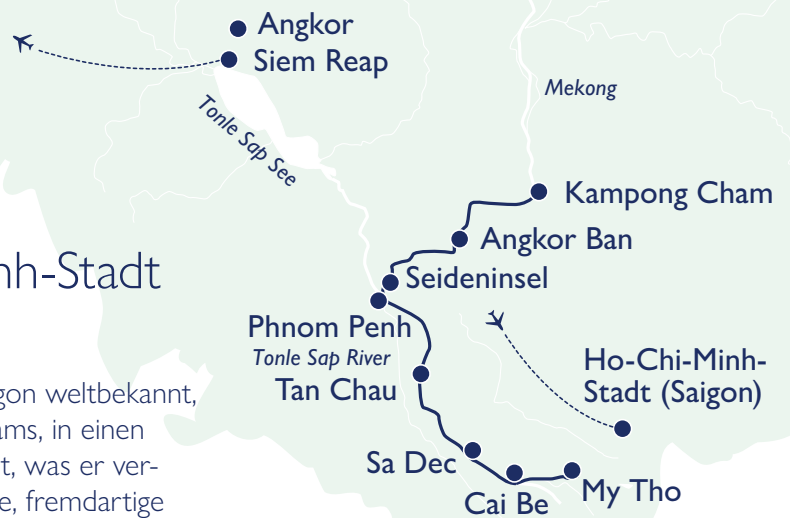 Angkor
Siem Reap
Tonle Sap See
Mekong
Kampong Cham
Angkor Ban
Seideninsel
nh-Stadt
Phnom Penh
Tonle Sap River
Tan Chau
Ho-Chi-Minh-
Stadt (Saigon)
gon weltbekannt,
ams, in einen
t, was er ver-
e, fremdartige
Sa Dec
Cai Be
My Tho